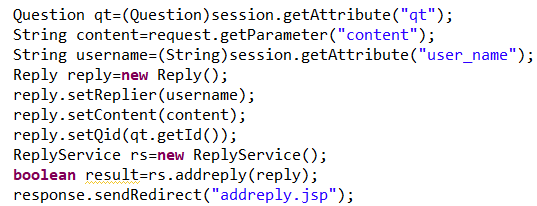 Question qt=(Question)session.getAttribute("qt");
String content=request.getParameter("content");
String username=(String)session.getAttribute("user_name");
Reply reply=new Reply();
reply.setReplier(username);
reply.setContent(content);
reply.setQid(qt.getId());
ReplyService rs=new ReplyService();
boolean result=rs.addreply(reply);
response.sendRedirect("addreply.jsp");